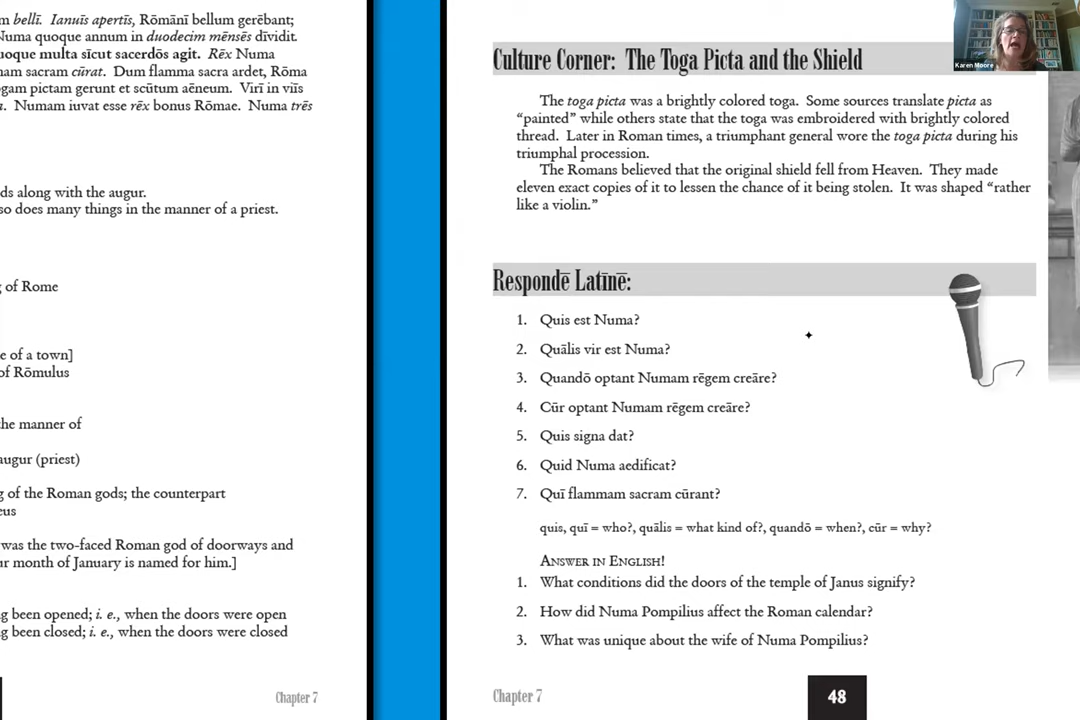 m bellī. Ianuīs apertīs, Rōmānī bellum gerēbant;
Numa quoque annum in duodecim mēnsēs dīvidit.
uoque multa sīcut sacerdōs agit. Rēx Numa
nam sacram cūrat. Dum flamma sacra ardet, Rōma
ogam pictam gerunt et scūtum aēneum. Virī in viīs
a. Numam iuvat esse rēx bonus Rōmae. Numa trēs
ds along with the augur.
so does many things in the manner of a priest.
g of Rome
e of a town]
of Rōmulus
the manner of
augur (priest)
g of the Roman gods; the counterpart
eus
was the two-faced Roman god of doorways and
ur month of January is named for him.]
ng been opened; i. e., when the doors were open
ng been closed; i. e., when the doors were closed
Chapter 7
Culture Corner: The Toga Picta and the Shield
The toga picta was a brightly colored toga. Some sources translate picta as
“painted” while others state that the toga was embroidered with brightly colored
thread. Later in Roman times, a triumphant general wore the toga picta during his
triumphal procession.
The Romans believed that the original shield fell from Heaven. They made
eleven exact copies of it to lessen the chance of it being stolen. It was shaped “rather
like a violin.”
Respondē Latīnē:
1. Quis est Numa?
2. Quālis vir est Numa?
3. Quandō optant Numam rēgem creāre?
4. Cūr optant Numam rēgem creāre?
5. Quis signa dat?
6. Quid Numa aedificat?
7. Quī flammam sacram cūrant?
quis, quī = who?, quālis = what kind of?, quandō = when?, cūr = why?
Answer in English!
1. What conditions did the doors of the temple of Janus signify?
2. How did Numa Pompilius affect the Roman calendar?
3. What was unique about the wife of Numa Pompilius?
Chapter 7
48
Karen Moore